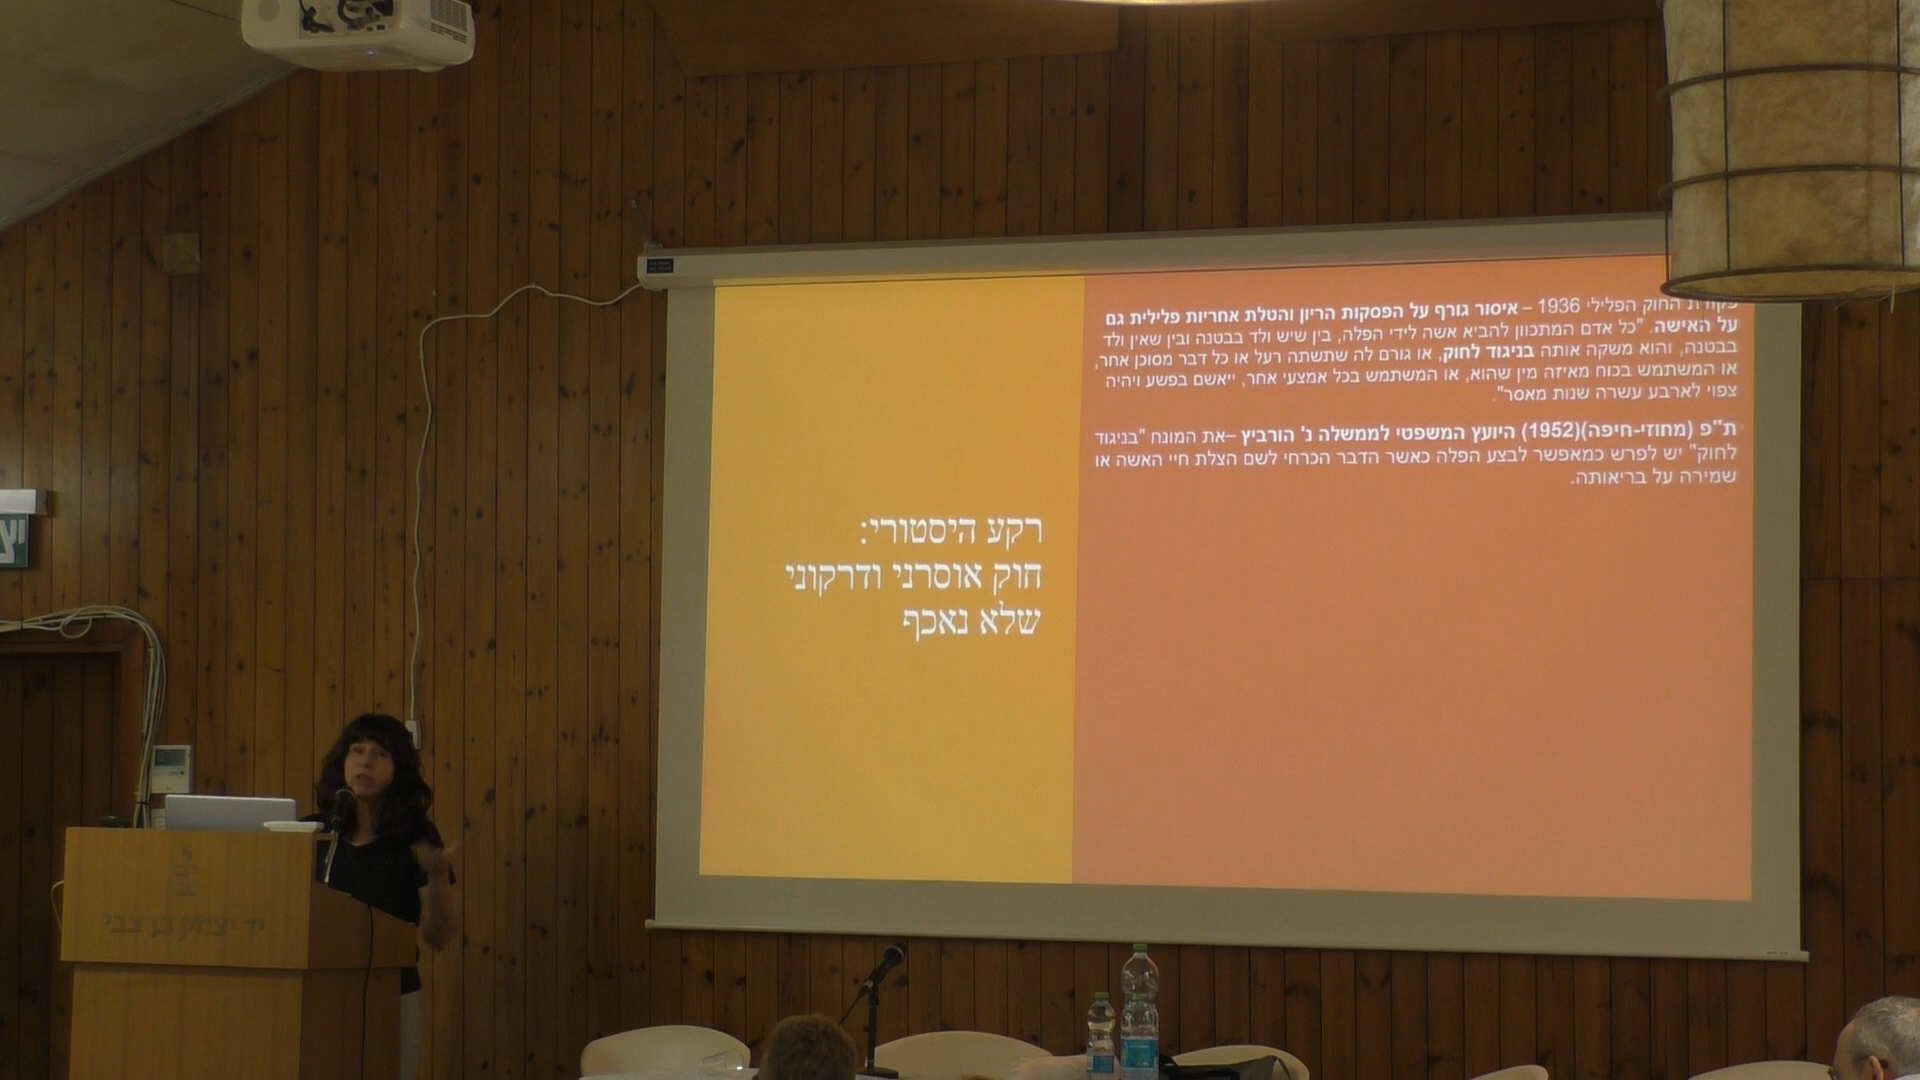 פקודת החוק הפלילי 1936 – איסור גורף על הפסקות הריון והטלת אחריות פלילית גם
על האישה. "כל אדם המתכוון להביא אשה לידי הפלה, בין שיש ולד בבטנה ובין שאין ולד
בבטנה, והוא משקה אותה בניגוד לחוק, או גורם לה שתשתה רעל או כל דבר מסוכן אחר,
או המשתמש בכוח מאיזה מין שהוא, או המשתמש בכל אמצעי אחר, ייאשם בפשע ויהיה
צפוי לארבע עשרה שנות מאסר".
ת"פ (מחוזי-חיפה)(1952) היועץ המשפטי לממשלה נ' הורביץ –את המונח "בניגוד
לחוק" יש לפרש כמאפשר לבצע הפלה כאשר הדבר הכרחי לשם הצלת חיי האשה או
שמירה על בריאותה.
רקע היסטורי:
חוק אוסרני ודרקוני
שלא נאכף
יד יצחק בן צבי